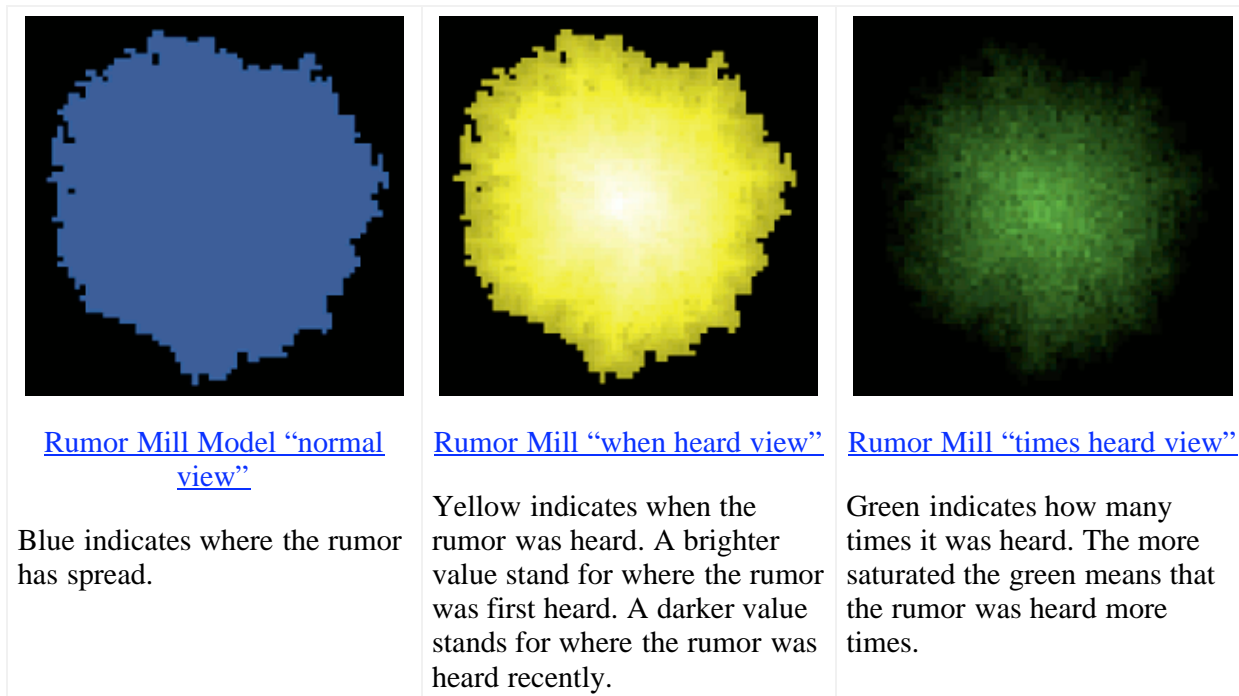 Rumor Mill Model “normal
view”
Blue indicates where the rumor
has spread.
Rumor Mill “when heard view”
Yellow indicates when the
rumor was heard. A brighter
value stand for where the rumor
was first heard. A darker value
stands for where the rumor was
heard recently.
Rumor Mill “times heard view”
Green indicates how many
times it was heard. The more
saturated the green means that
the rumor was heard more
times.